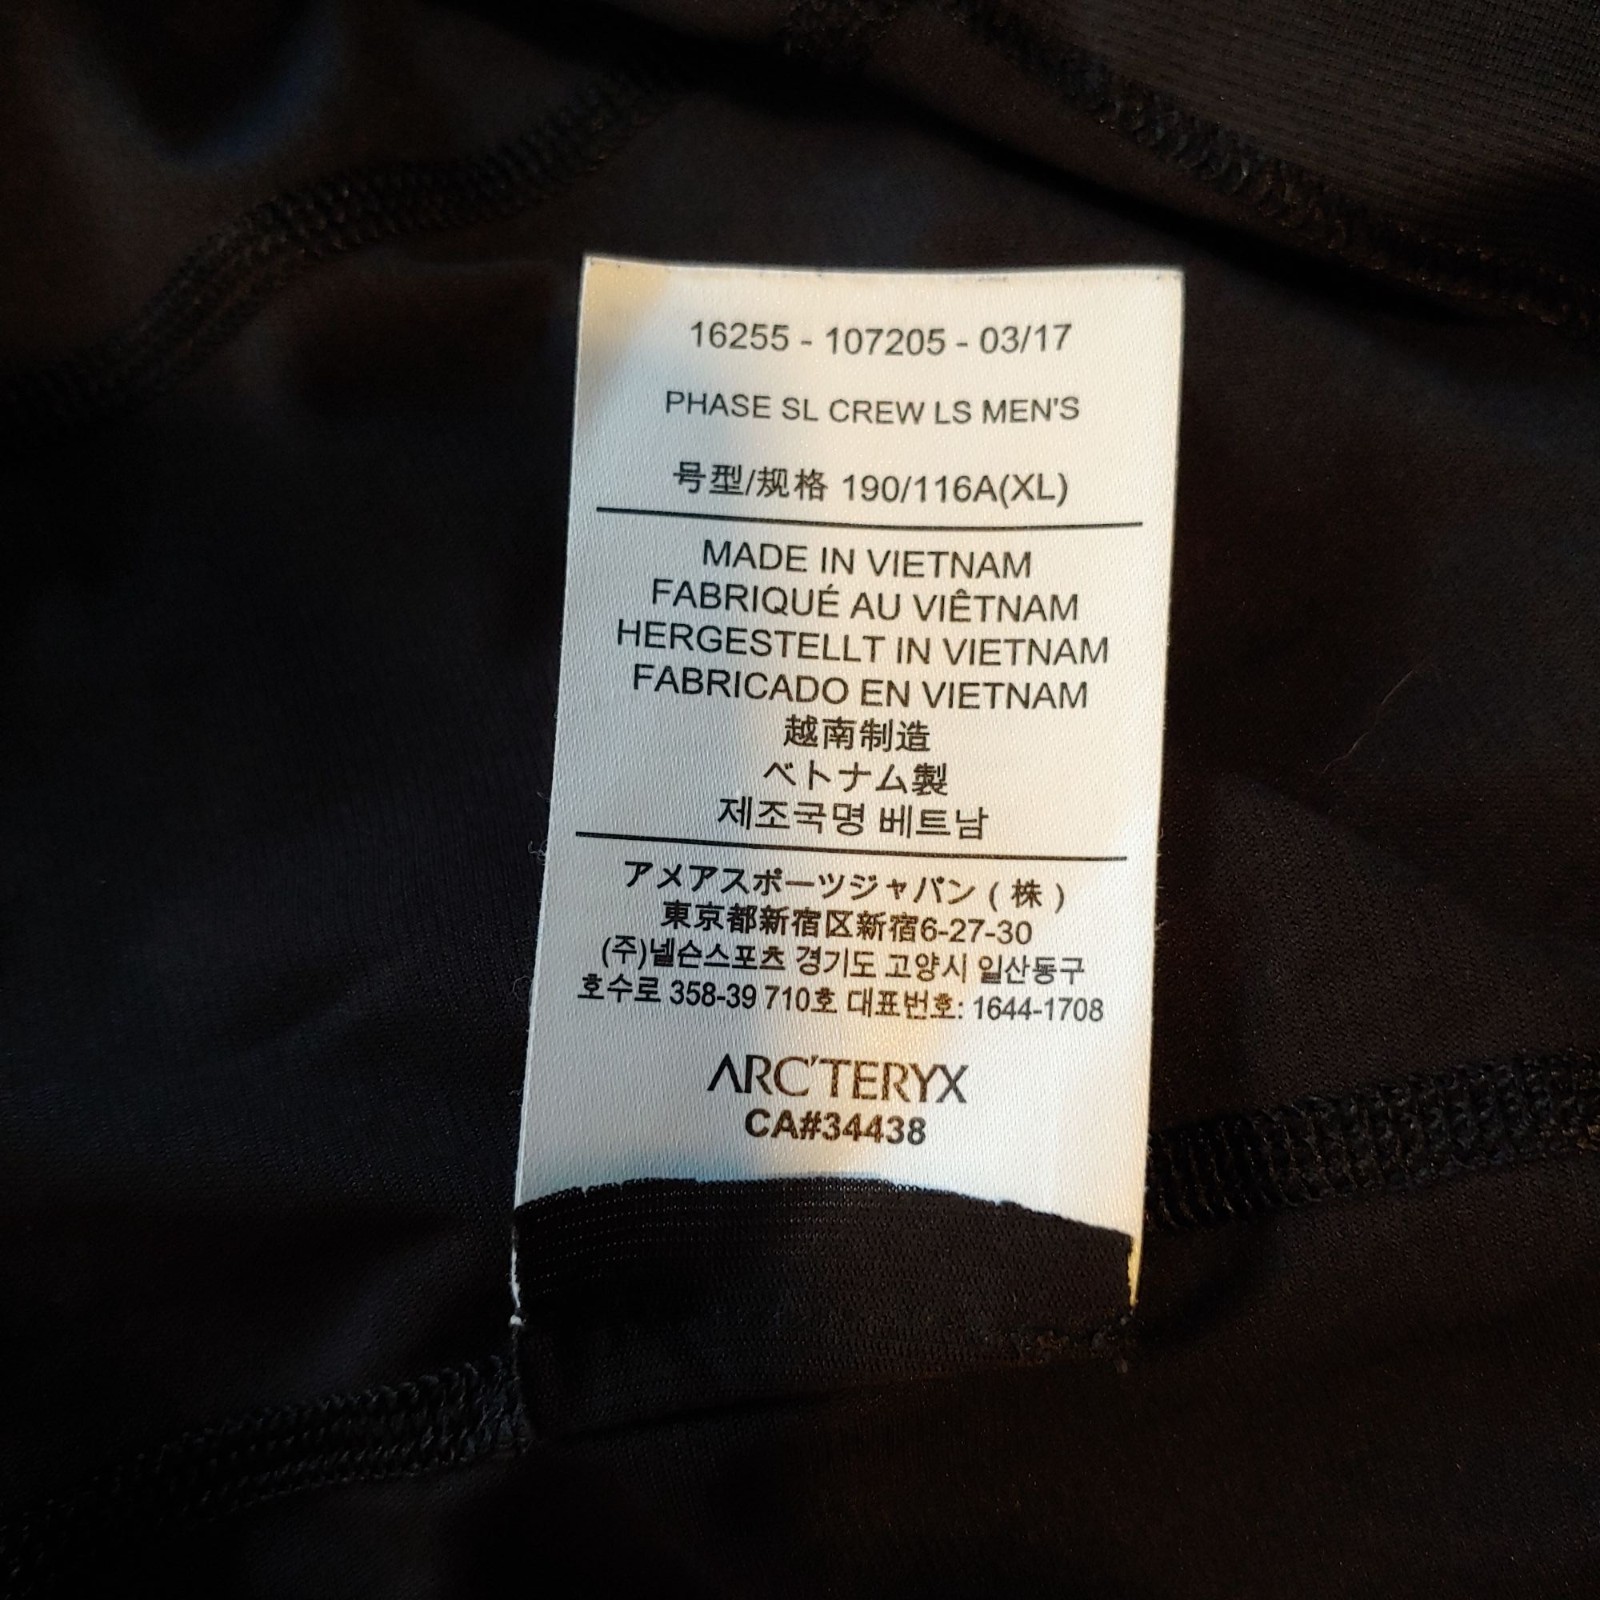 16255 - 107205 - 03/17
PHASE SL CREW LS MEN'S
号型/规格 190/116A(XL)
MADE IN VIETNAM
FABRIQUÉ AU VIÊTNAM
HERGESTELLT IN VIETNAM
FABRICADO EN VIETNAM
越南制造
ベトナム製
제조국명 베트남
アメアスポーツジャパン ( 株 )
東京都新宿区新宿6-27-30
(주)넬슨스포츠 경기도 고양시 일산동구
호수로 358-39 710호 대표번호: 1644-1708
ARC'TERYX
CA#34438